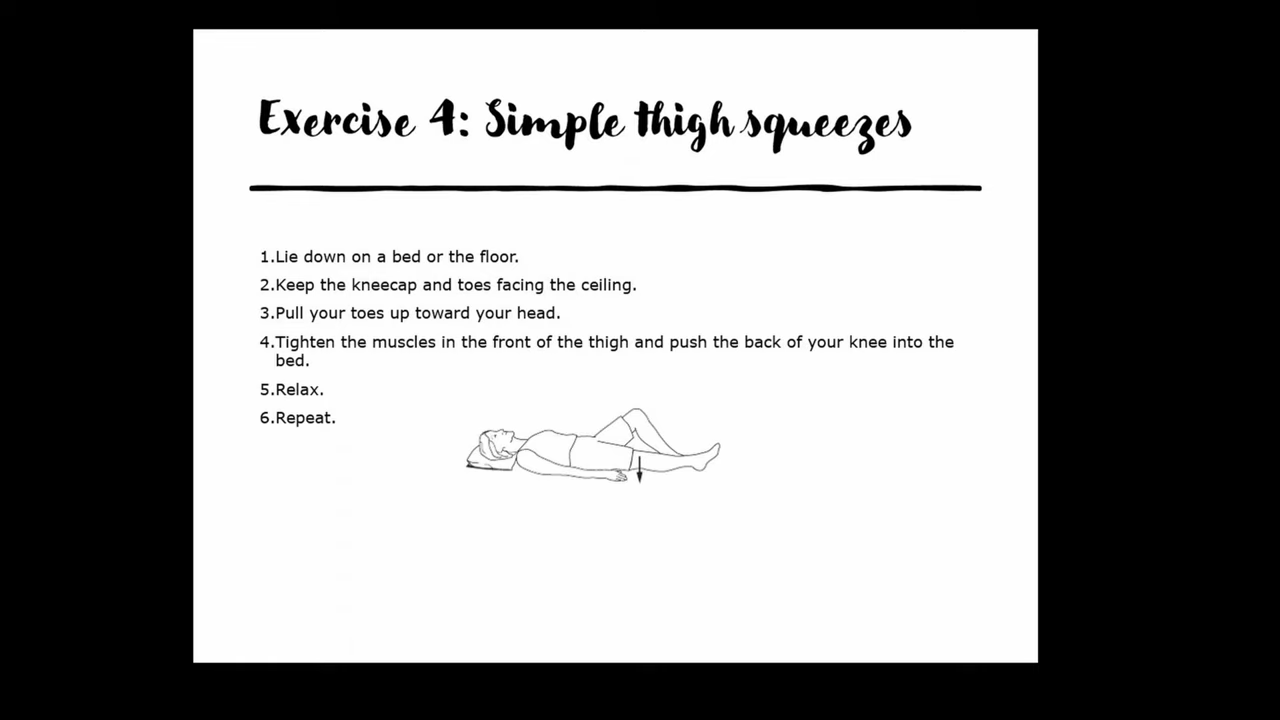 Exercise 4: Simple thigh squeezes
1.Lie down on a bed or the floor.
2.Keep the kneecap and toes facing the ceiling.
3.Pull your toes up toward your head.
4.Tighten the muscles in the front of the thigh and push the back of your knee into the
bed.
5.Relax.
6.Repeat.